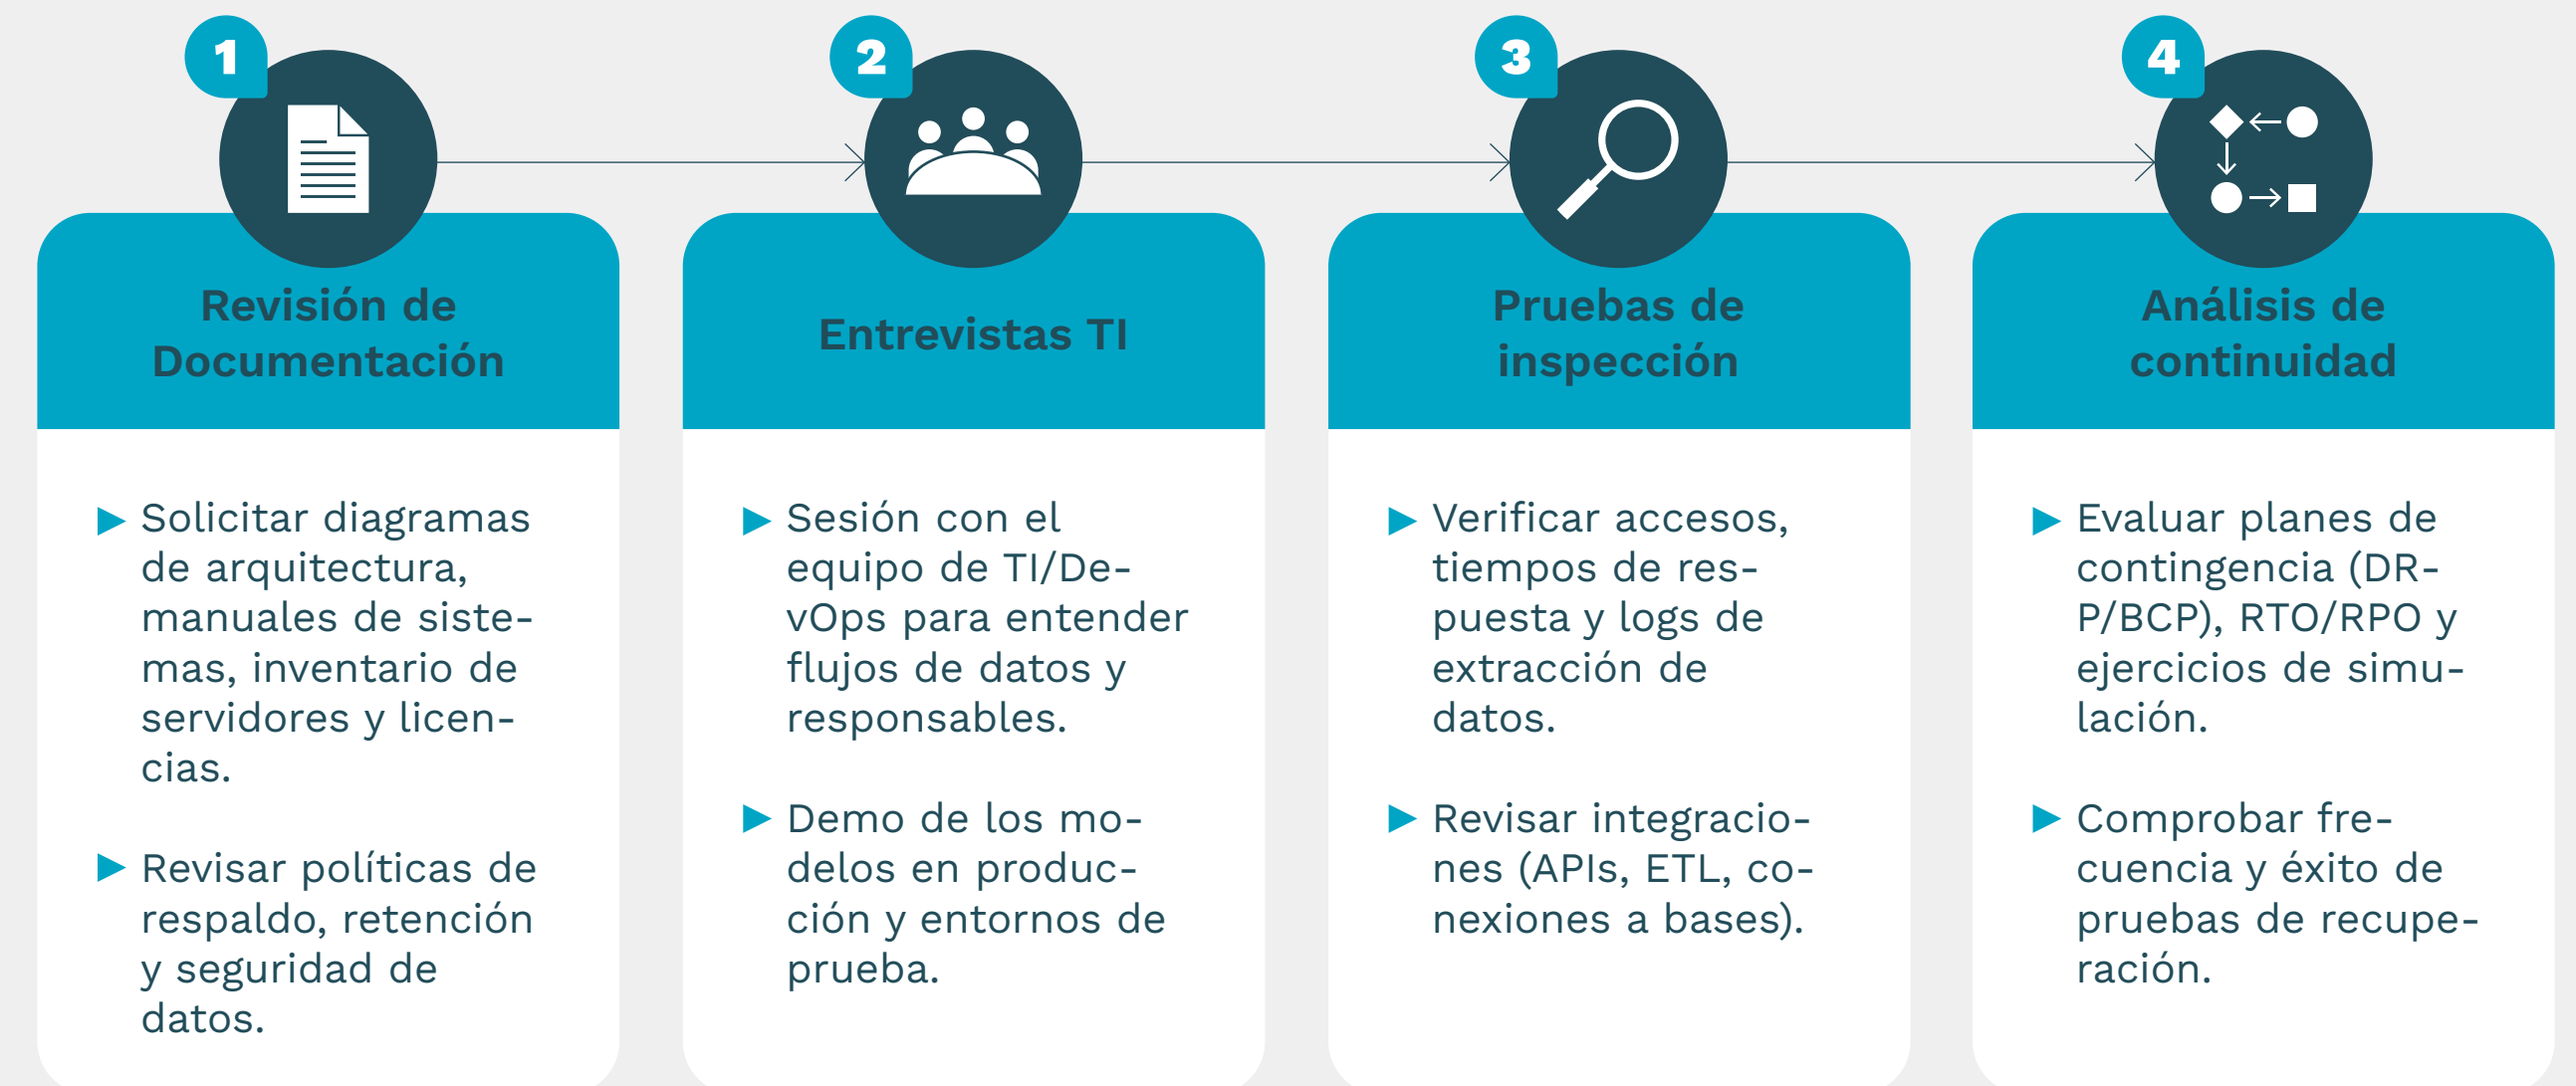 1
Revisión de
Documentación
Solicitar diagramas
de arquitectura,
manuales de siste-
mas, inventario de
servidores y licen-
cias.
Revisar políticas de
respaldo, retención
y seguridad de
datos.
2
Entrevistas TI
Sesión con el
equipo de TI/De-
vOps para entender
flujos de datos y
responsables.
Demo de los mo-
delos en produc-
ción y entornos de
prueba.
3
Pruebas de
inspección
Verificar accesos,
tiempos de res-
puesta y logs de
extracción de
datos.
Revisar integracio-
nes (APIs, ETL, co-
nexiones a bases).
4
Análisis de
continuidad
Evaluar planes de
contingencia (DR-
P/BCP), RTO/RPO y
ejercicios de simu-
lación.
Comprobar fre-
cuencia y éxito de
pruebas de recupe-
ración.